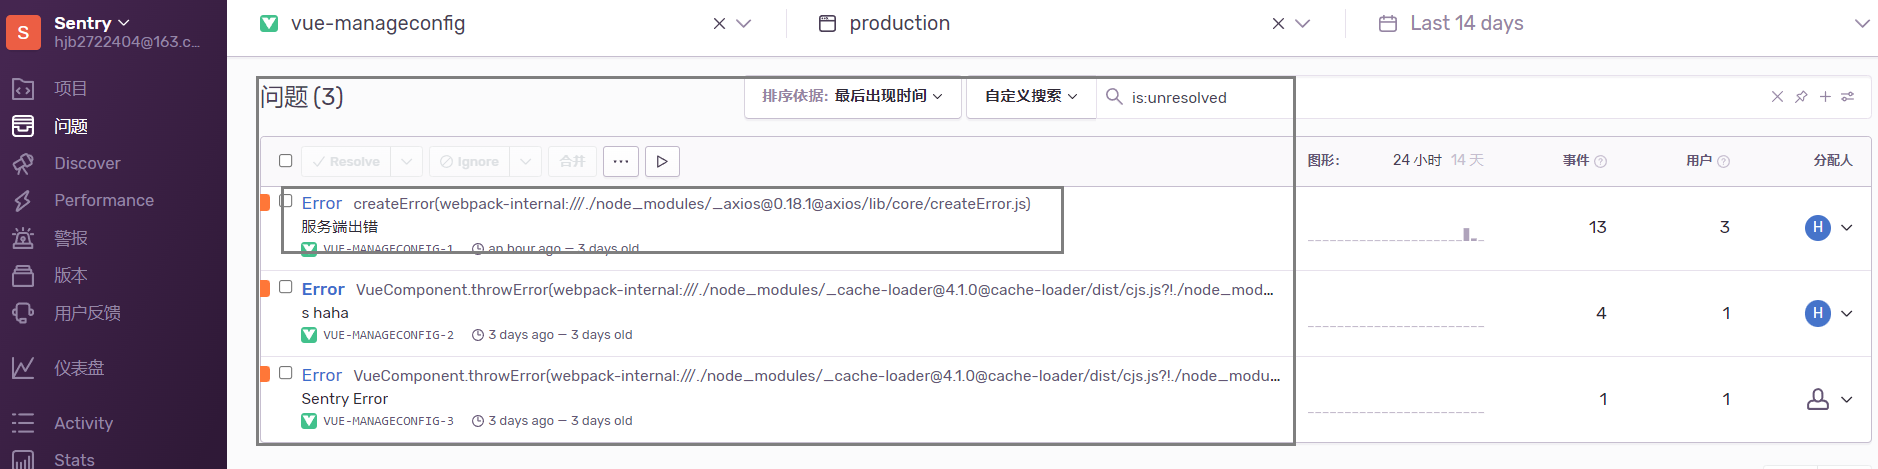 S
Sentry
hjb2722404@163.c...
项目
问题
Discover
Performance
警报
版本
用户反馈
仪表盘
Activity
Stats
vue-manageconfig
production
Last 14 days
问题 (3)
排序依据: 最后出现时间
自定义搜索
is:unresolved
Resolve
Ignore
合并
图形:
24 小时 14 天
事件
用户
分配人
Error createError(webpack-internal:///./node_modules/_axios@0.18.1@axios/lib/core/createError.js)
服务端出错
VUE-MANAGECONFIG-1 an hour ago — 3 days old
13
3
H
Error VueComponent.throwError(webpack-internal:///./node_modules/_cache-loader@4.1.0@cache-loader/dist/cjs.js?!./node_mod...
s haha
VUE-MANAGECONFIG-2 3 days ago — 3 days old
4
1
H
Error VueComponent.throwError(webpack-internal:///./node_modules/_cache-loader@4.1.0@cache-loader/dist/cjs.js?!./node_modu...
Sentry Error
VUE-MANAGECONFIG-3 3 days ago — 3 days old
1
1